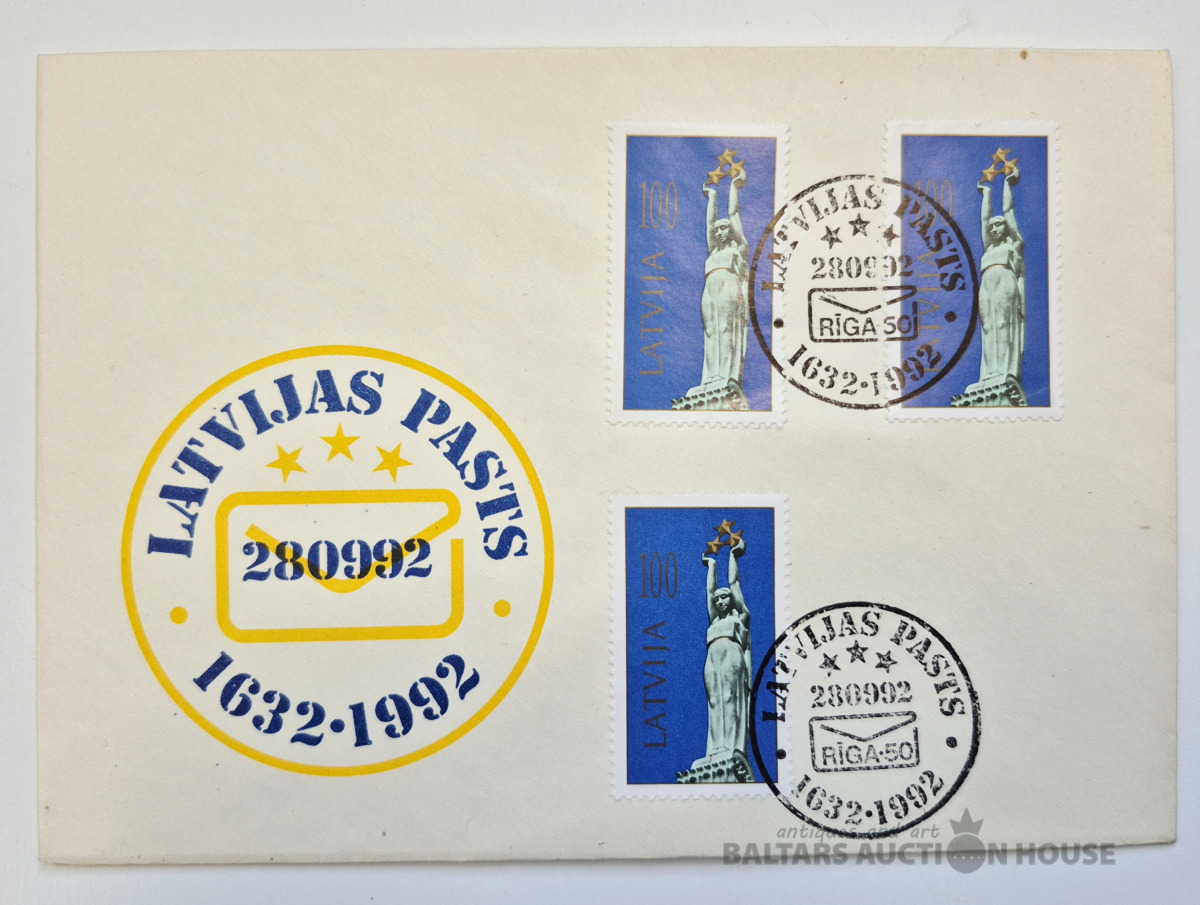 100
LATVIJA
100
LATVIJA
LATVIJAS PASTS
280992
RĪGA 50
1632·1992
LATVIJAS PASTS
280992
1632·1992
100
LATVIJA
LATVIJAS PASTS
280992
RĪGA·50
1632·1992
antiques and art
BALTARS AUCTION HOUSE